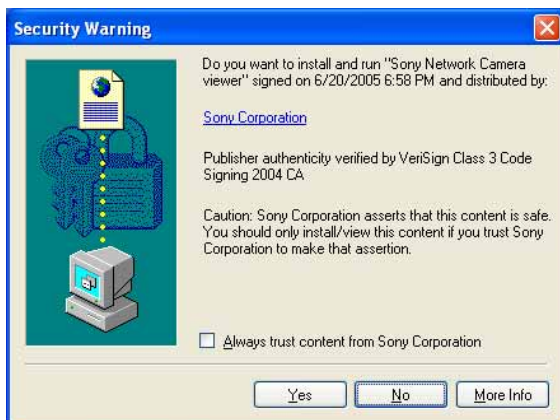 Security Warning
Do you want to install and run "Sony Network Camera
viewer" signed on 6/20/2005 6:58 PM and distributed by:
Sony Corporation
Publisher authenticity verified by VeriSign Class 3 Code
Signing 2004 CA
Caution: Sony Corporation asserts that this content is safe.
You should only install/view this content if you trust Sony
Corporation to make that assertion.
Always trust content from Sony Corporation
Yes
No
More Info